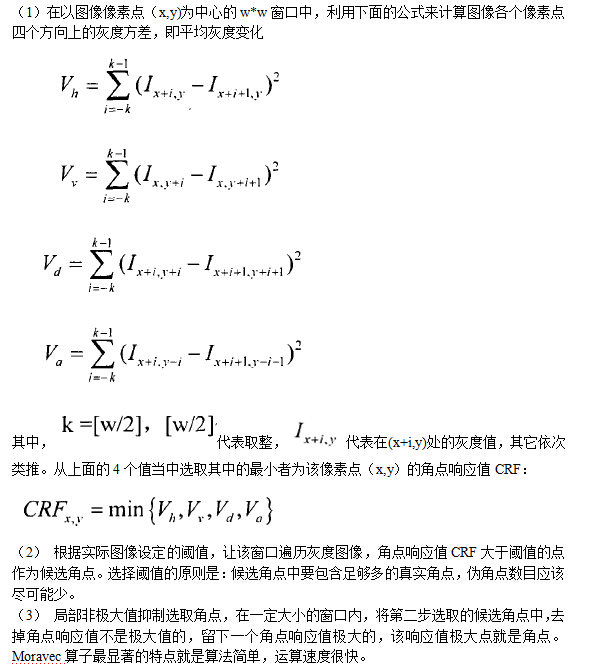 （1）在以图像像素点（x,y)为中心的 w*w 窗口中，利用下面的公式来计算图像各个像素点
四个方向上的灰度方差，即平均灰度变化
V_h = \sum_{i=-k}^{k-1} (I_{x+i,y} - I_{x+i+1,y})^2
V_v = \sum_{i=-k}^{k-1} (I_{x,y+i} - I_{x,y+i+1})^2
V_d = \sum_{i=-k}^{k-1} (I_{x+i,y+i} - I_{x+i+1,y+i+1})^2
V_a = \sum_{i=-k}^{k-1} (I_{x+i,y-i} - I_{x+i+1,y-i-1})^2
其中， k =[w/2]，[w/2] 代表取整， I_{x+i,y} 代表在(x+i,y)处的灰度值，其它依次
类推。从上面的 4 个值当中选取其中的最小者为该像素点（x,y）的角点响应值 CRF：
CRF_{x,y} = min {V_h, V_v, V_d, V_a}
（2） 根据实际图像设定的阈值，让该窗口遍历灰度图像，角点响应值 CRF 大于阈值的点
作为候选角点。选择阈值的原则是：候选角点中要包含足够多的真实角点，伪角点数目应该
尽可能少。
（3） 局部非极大值抑制选取角点，在一定大小的窗口内，将第二步选取的候选角点中，去
掉角点响应值不是极大值的，留下一个角点响应值极大的，该响应值极大点就是角点。
Moravec 算子最显著的特点就是算法简单，运算速度很快。